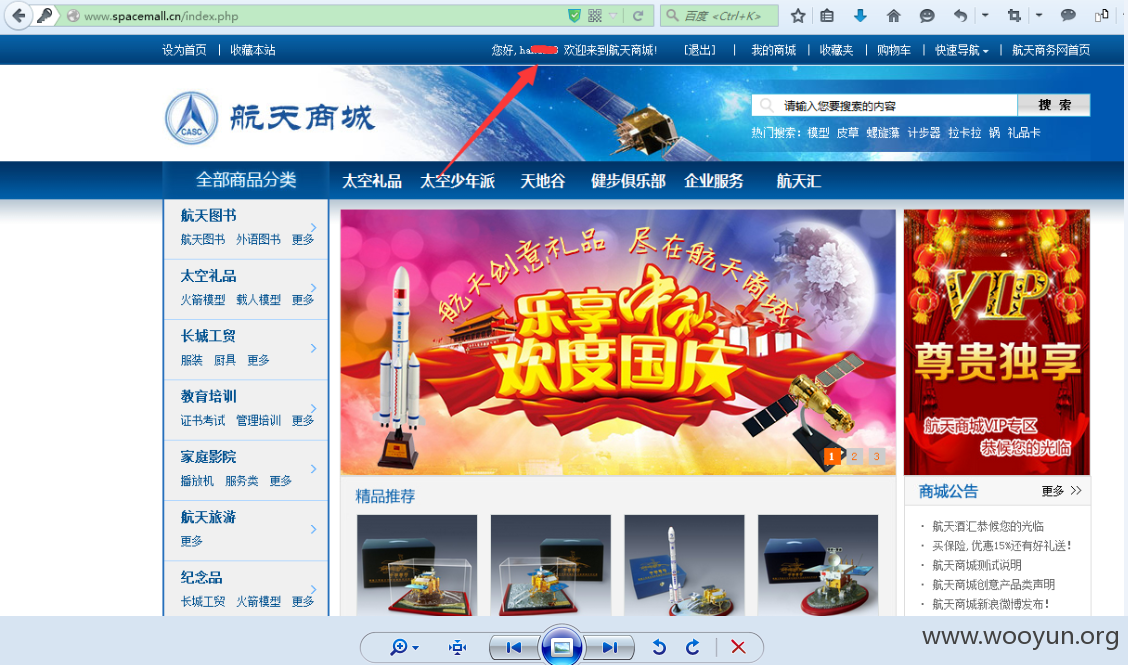 www.spacemall.cn/index.php
百度 <Ctrl+K>
设为首页 | 收藏本站
您好,ha 欢迎来到航天商城! [退出] | 我的商城 | 收藏夹 | 购物车 | 快速导航 | 航天商务网首页
CASC
航天商城
请输入您要搜索的内容
搜 索
热门搜索: 模型 皮草 螺旋藻 计步器 拉卡拉 锅 礼品卡
全部商品分类
太空礼品 太空少年派 天地谷 健步俱乐部 企业服务 航天汇
航天图书
航天图书 外语图书 更多
太空礼品
火箭模型 载人模型 更多
长城工贸
服装 厨具 更多
教育培训
证书考试 管理培训 更多
家庭影院
播放机 服务类 更多
航天旅游
更多
纪念品
长城工贸 火箭模型 更多
航天创意礼品 尽在航天商城
乐享中秋
欢度国庆
1 2 3
VIP
尊贵独享
航天商城VIP专区
恭候您的光临
精品推荐
商城公告
更多 >>
· 航天酒汇恭候您的光临
· 买保险,优惠15%还有好礼送!
· 航天商城测试说明
· 航天商城创意产品类声明
· 航天商城新浪微博发布!
www.wooyun.org